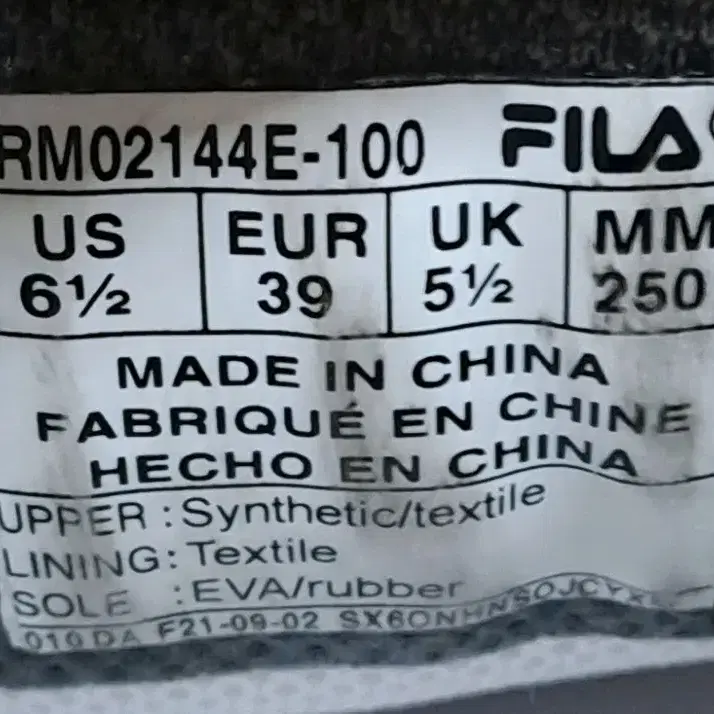 RM02144E-100 FILA
US EUR UK MM
6½ 39 5½ 250
MADE IN CHINA
FABRIQUÉ EN CHINE
HECHO EN CHINA
UPPER : Synthetic/textile
LINING: Textile
SOLE : EVA/rubber
010 DA F21-09-02